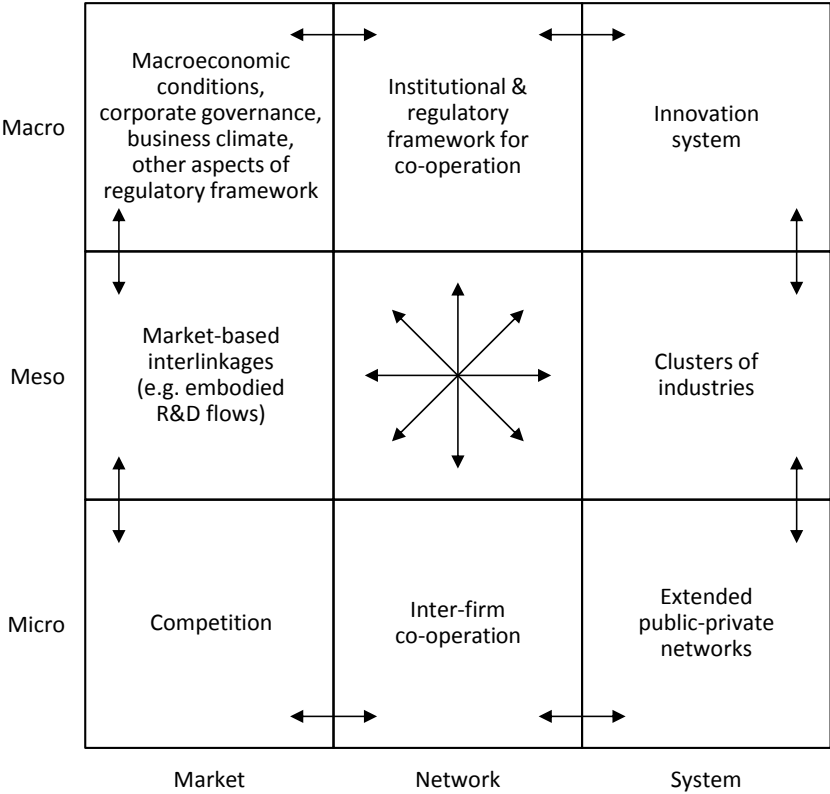 Macro
Macroeconomic
conditions,
corporate governance,
business climate,
other aspects of
regulatory framework
Institutional &
regulatory
framework for
co-operation
Innovation
system
Meso
Market-based
interlinkages
(e.g. embodied
R&D flows)
Clusters of
industries
Micro
Competition
Inter-firm
co-operation
Extended
public-private
networks
Market
Network
System